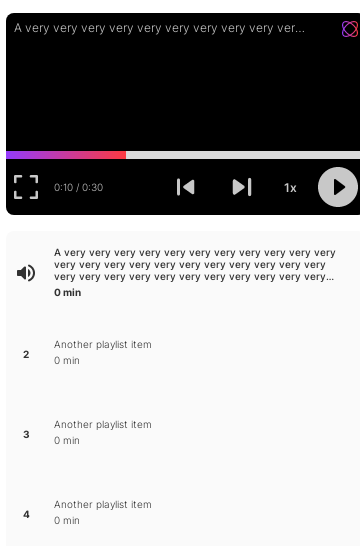 A very very very very very very very very very very ver...
0:10 / 0:30
1x
A very very very very very very very very very very very
very very very very very very very very very very very
very very very very very very very very very very very...
0 min
2
Another playlist item
0 min
3
Another playlist item
0 min
4
Another playlist item
0 min